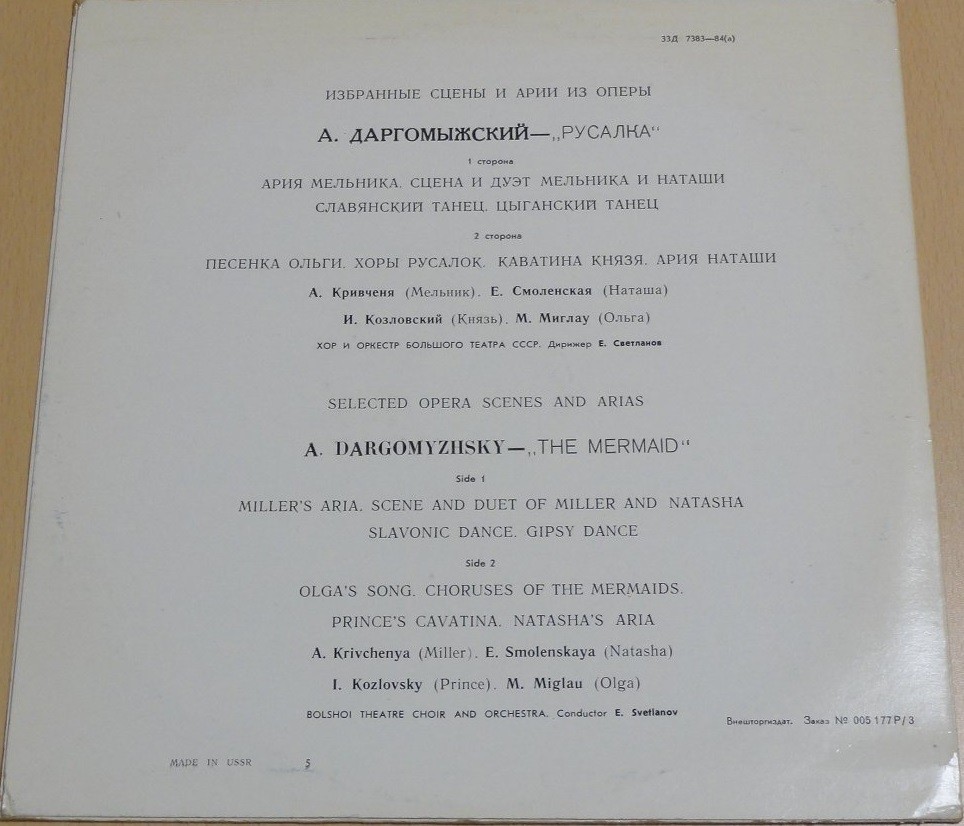 33Д 7383—84(а)
ИЗБРАННЫЕ СЦЕНЫ И АРИИ ИЗ ОПЕРЫ
А. ДАРГОМЫЖСКИЙ—„РУСАЛКА“
1 сторона
АРИЯ МЕЛЬНИКА. СЦЕНА И ДУЭТ МЕЛЬНИКА И НАТАШИ
СЛАВЯНСКИЙ ТАНЕЦ. ЦЫГАНСКИЙ ТАНЕЦ
2 сторона
ПЕСЕНКА ОЛЬГИ. ХОРЫ РУСАЛОК. КАВАТИНА КНЯЗЯ. АРИЯ НАТАШИ
А. Кривченя (Мельник). Е. Смоленская (Наташа)
И. Козловский (Князь). М. Миглау (Ольга)
ХОР И ОРКЕСТР БОЛЬШОГО ТЕАТРА СССР. Дирижер Е. Светланов
SELECTED OPERA SCENES AND ARIAS
A. DARGOMYZHSKY—„THE MERMAID“
Side 1
MILLER'S ARIA. SCENE AND DUET OF MILLER AND NATASHA
SLAVONIC DANCE. GIPSY DANCE
Side 2
OLGA'S SONG. CHORUSES OF THE MERMAIDS.
PRINCE'S CAVATINA. NATASHA'S ARIA
A. Krivchenya (Miller). E. Smolenskaya (Natasha)
I. Kozlovsky (Prince). M. Miglau (Olga)
BOLSHOI THEATRE CHOIR AND ORCHESTRA. Conductor E. Svetlanov
Внешторгиздат. Заказ № 005177Р/3
MADE IN USSR 5